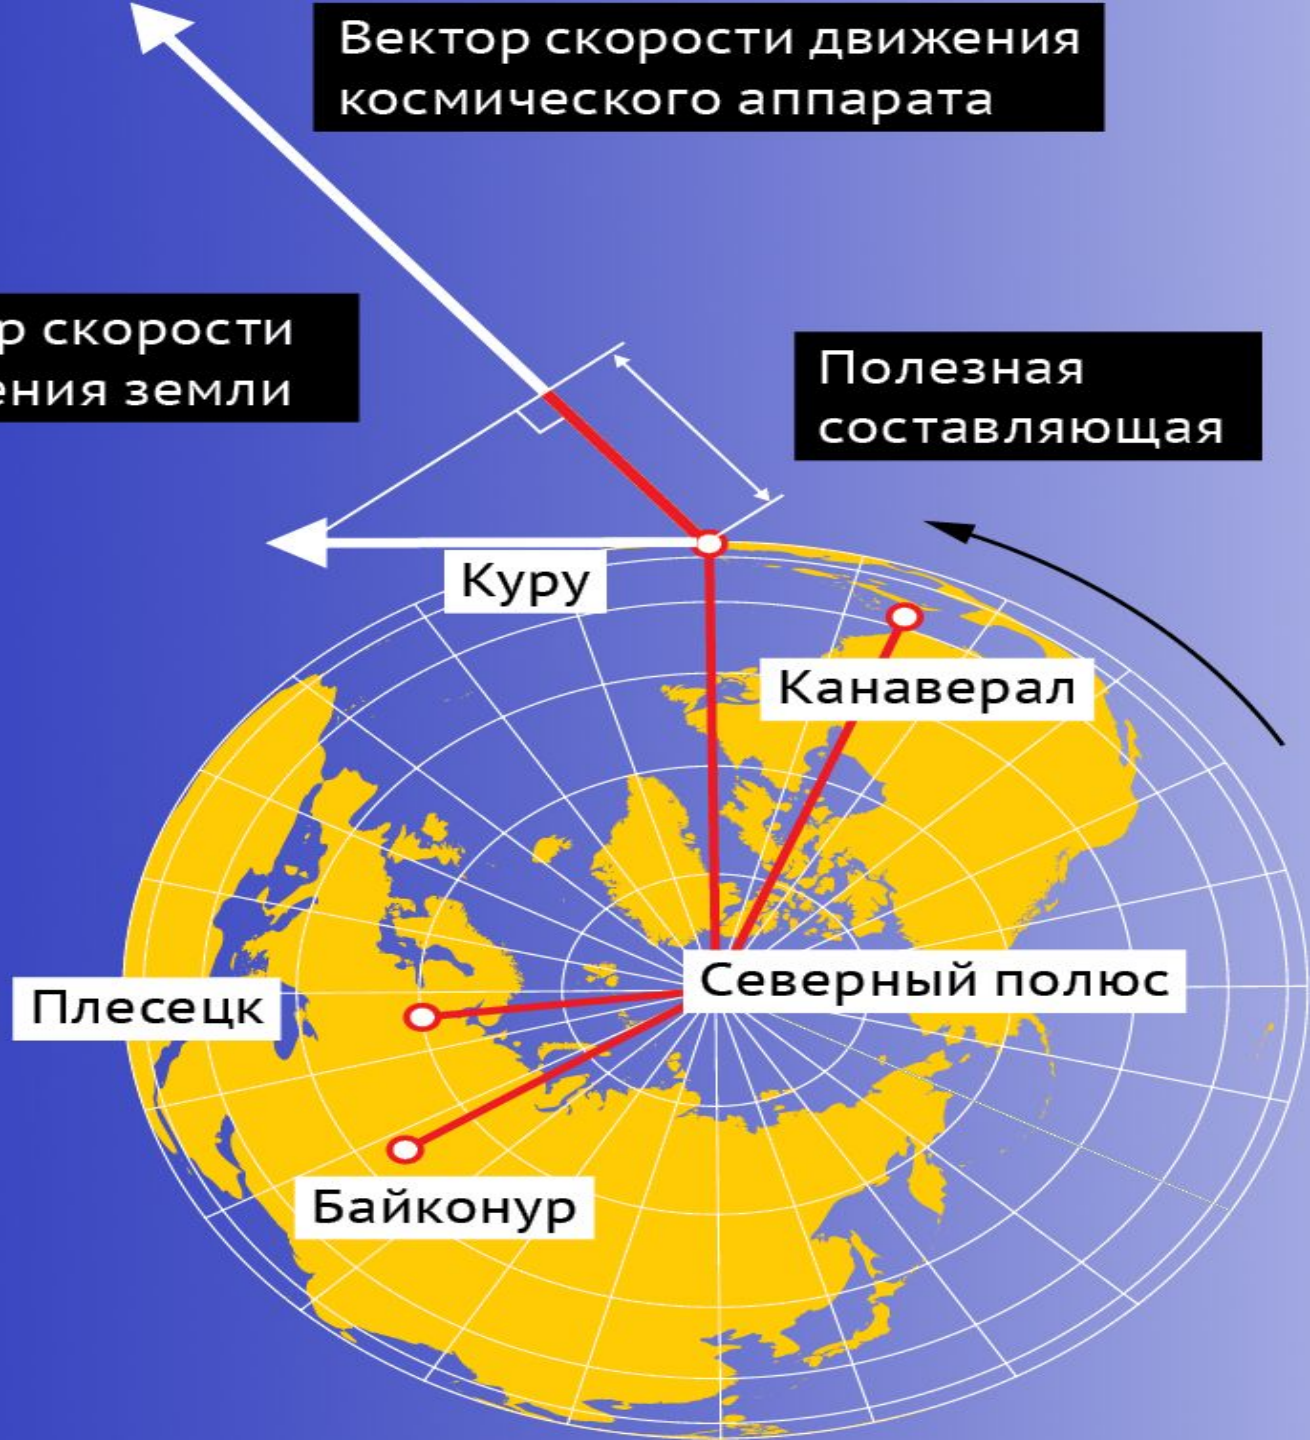 Вектор скорости движения
космического аппарата
р скорости
ения земли
Полезная
составляющая
Куру
Канаверал
Северный полюс
Плесецк
Байконур